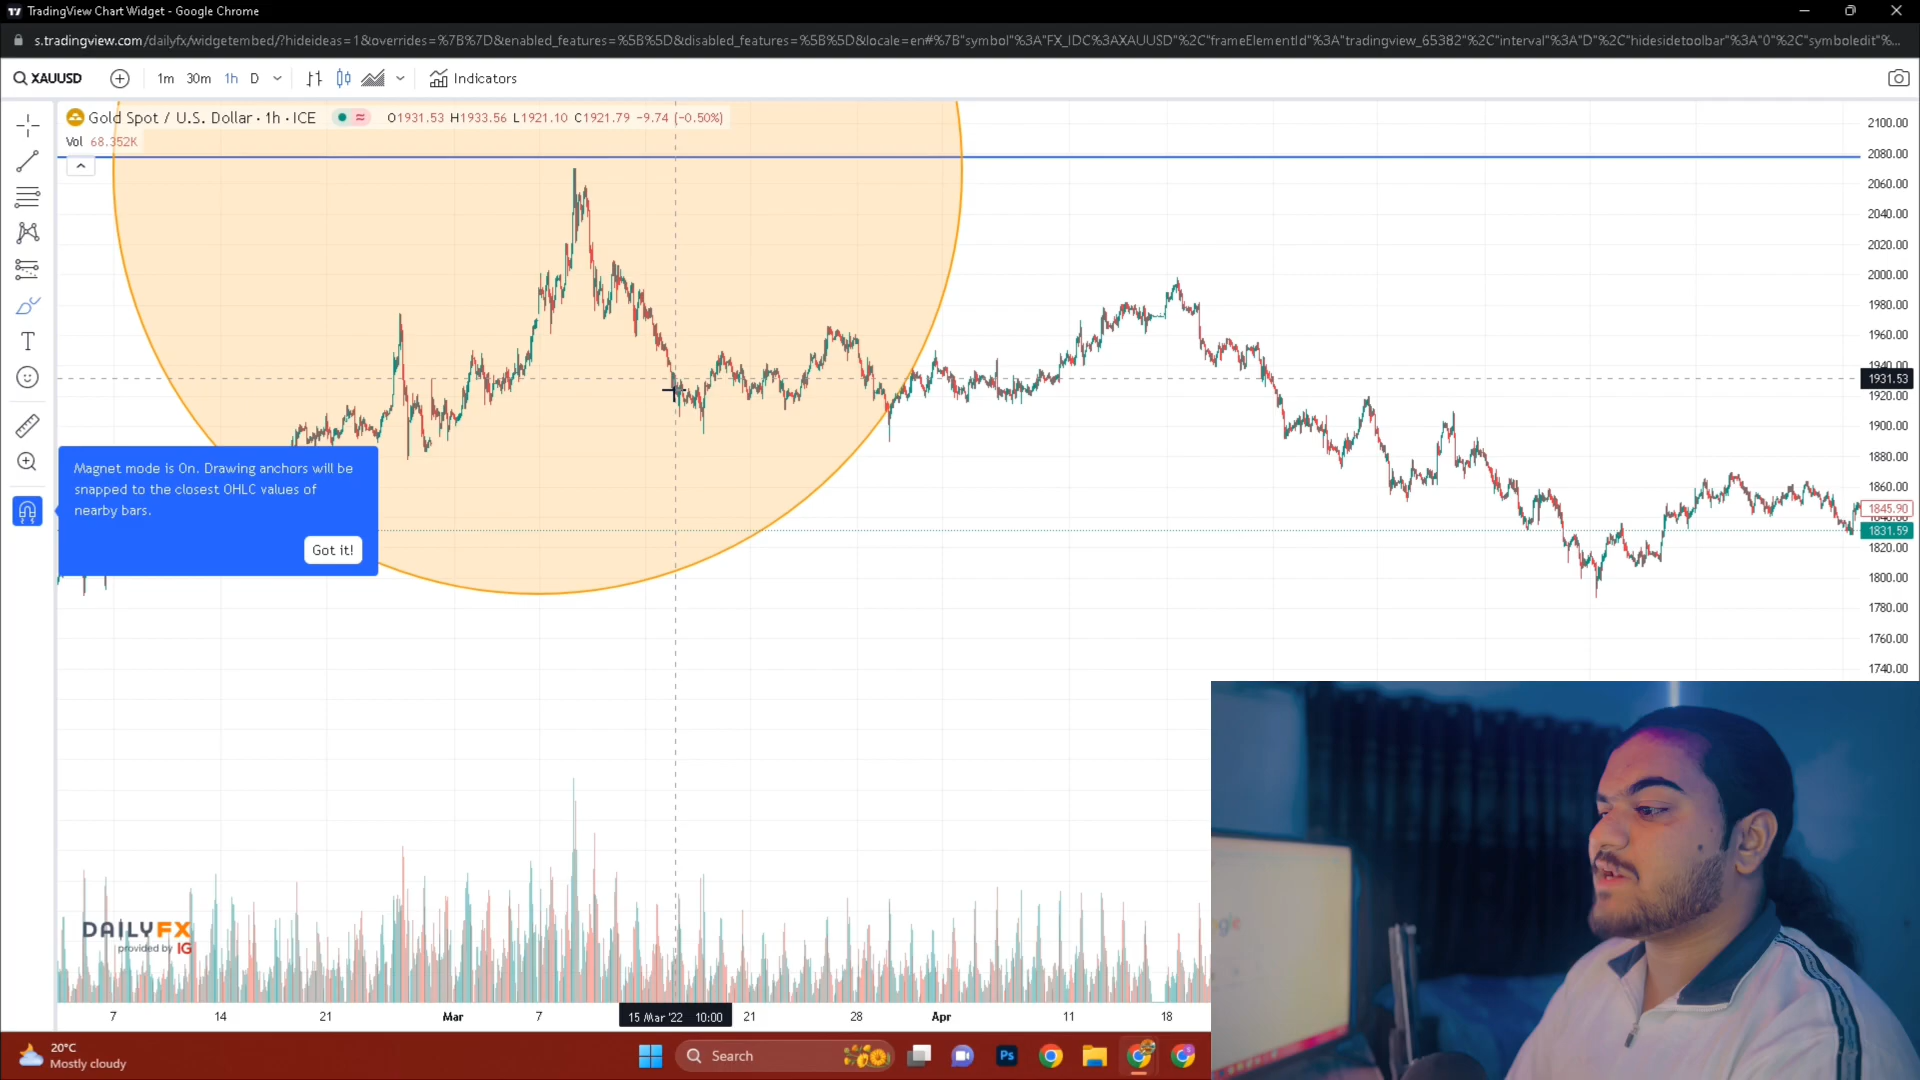 TradingView Chart Widget - Google Chrome
s.tradingview.com/dailyfx/widgetembed/?hideideas=1&overrides=%7B%7D&enabled_features=%5B%5D&disabled_features=%5B%5D&locale=en#%7B"symbol"%3A"FX_IDC%3AXAUUSD"%2C"frameElementId"%3A"tradingview_65382"%2C"interval"%3A"D"%2C"hidesidetoolbar"%3A"0"%2C"symboledit"%...
XAUUSD 1m 30m 1h D Indicators
Gold Spot / U.S. Dollar · 1h · ICE O1931.53 H1933.56 L1921.10 C1921.79 −9.74 (−0.50%)
Vol 68.352K
2100.00
2080.00
2060.00
2040.00
2020.00
2000.00
1980.00
1960.00
1940.00
1931.53
1920.00
1900.00
1880.00
1860.00
1845.90
1840.00
1831.59
1820.00
1800.00
1780.00
1760.00
1740.00
Magnet mode is On. Drawing anchors will be
snapped to the closest OHLC values of
nearby bars.
Got it!
DAILYFX
provided by IG
7 14 21 Mar 7 15 Mar '22 10:00 21 28 Apr 11 18
20°C
Mostly cloudy
Search
Ps